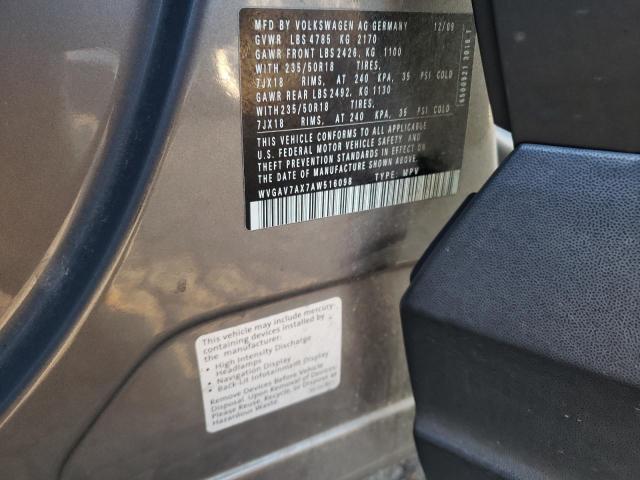 MFD BY VOLKSWAGEN AG GERMANY 12/09
GVWR LBS 4785 KG 2170
GAWR FRONT LBS 2426, KG 1100
WITH 235/50R18 TIRES,
7JX18 RIMS, AT 240 KPA, 35 PSI COLD
GAWR REAR LBS 2492, KG 1130
WITH235/50R18 TIRES,
7JX18 RIMS, AT 240 KPA, 35 PSI COLD
THIS VEHICLE CONFORMS TO ALL APPLICABLE
U.S. FEDERAL MOTOR VEHICLE SAFETY AND
THEFT PREVENTION STANDARDS IN EFFECT ON
THE DATE OF MANUFACTURE SHOWN ABOVE.
WVGAV7AX7AW516098 TYPE: MPV
This vehicle may include mercury
containing devices installed by
the manufacturer:
• High Intensity Discharge
Headlamps
• Navigation Display
• Back Lit Infotainment Display
Remove Devices Before Vehicle
Disposal. Upon Removal of Devices,
Please Reuse, Recycle, or Dispose as
Hazardous Waste.